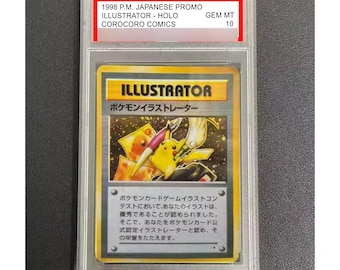 1998 P.M. JAPANESE PROMO
ILLUSTRATOR - HOLO GEM MT
COROCORO COMICS 10
ILLUSTRATOR
ポケモンイラストレーター
ポケモンカードゲームイラストコン
テストにおいて、あなたのイラストは、
優秀であることが認められました。
そこで、あなたをポケモンカード公
式認定イラストレーターと認め、そ
の栄誉をたたえます。